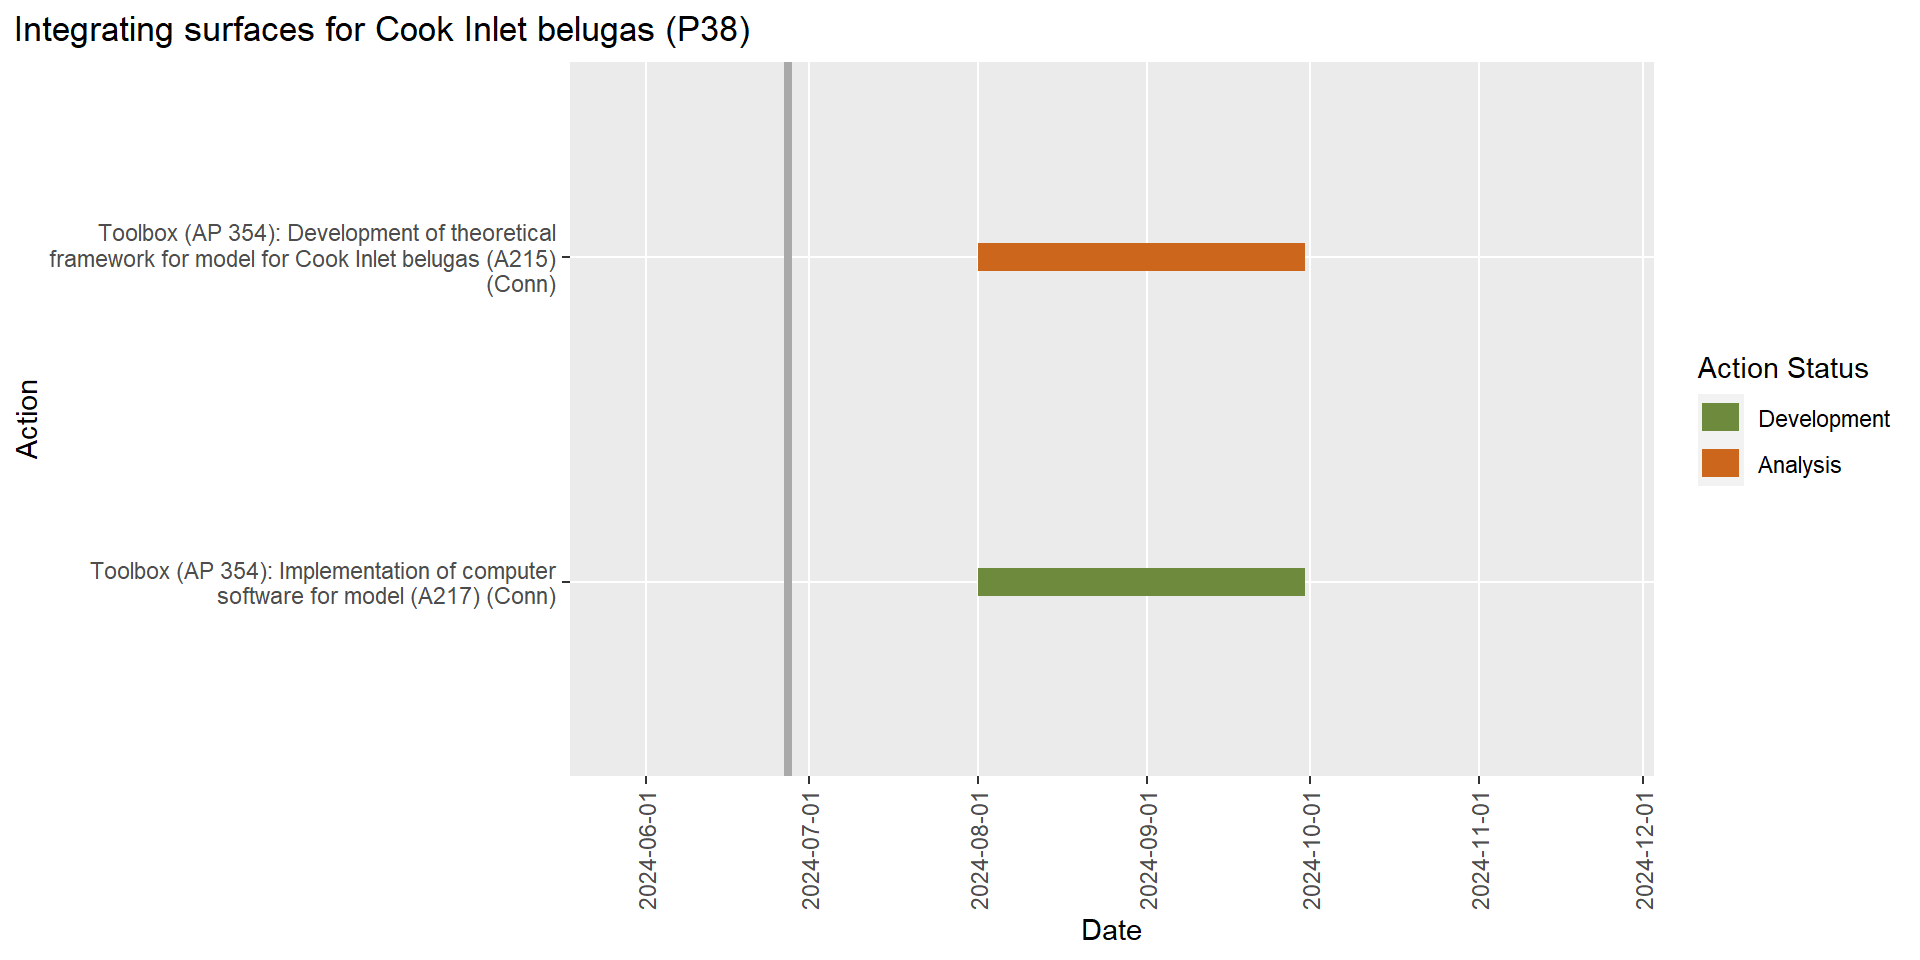 Integrating surfaces for Cook Inlet belugas (P38)
Toolbox (AP 354): Development of theoretical
framework for model for Cook Inlet belugas (A215)
(Conn)
Toolbox (AP 354): Implementation of computer
software for model (A217) (Conn)
Action
2024-06-01
2024-07-01
2024-08-01
2024-09-01
2024-10-01
2024-11-01
2024-12-01
Date
Action Status
Development
Analysis